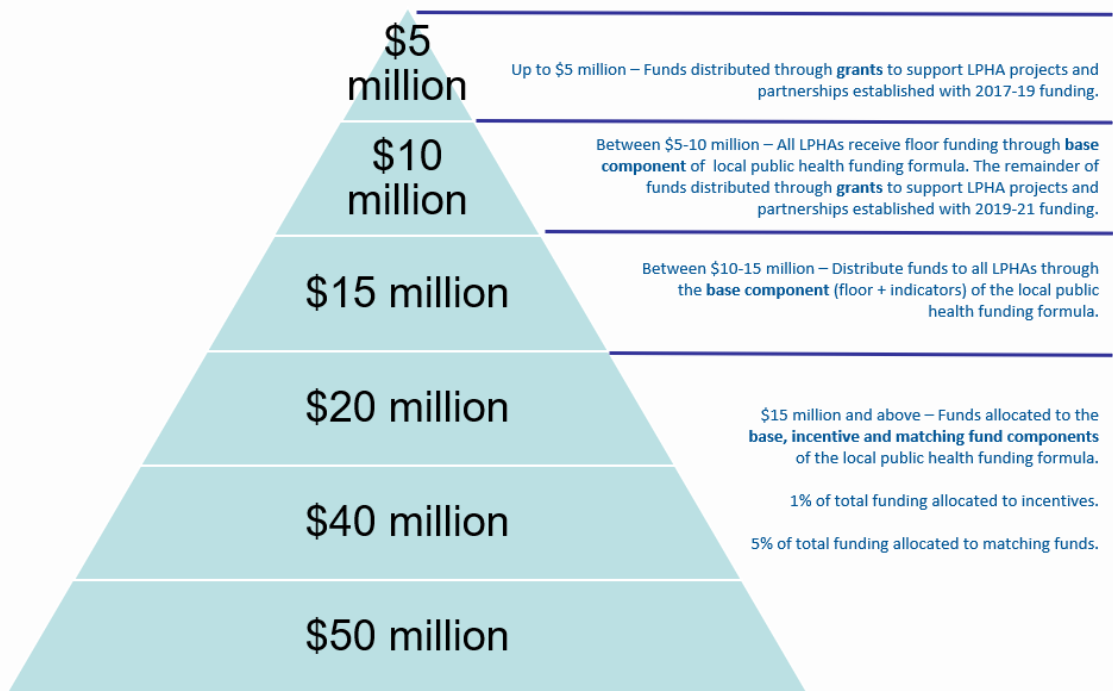 $5
million
Up to $5 million – Funds distributed through grants to support LPHA projects and
partnerships established with 2017-19 funding.
$10
million
Between $5-10 million – All LPHAs receive floor funding through base
component of  local public health funding formula. The remainder of
funds distributed through grants to support LPHA projects and
partnerships established with 2019-21 funding.
$15 million
Between $10-15 million – Distribute funds to all LPHAs through
the base component (floor + indicators) of the local public
health funding formula.
$20 million
$15 million and above – Funds allocated to the
base, incentive and matching fund components
of the local public health funding formula.
$40 million
1% of total funding allocated to incentives.
5% of total funding allocated to matching funds.
$50 million